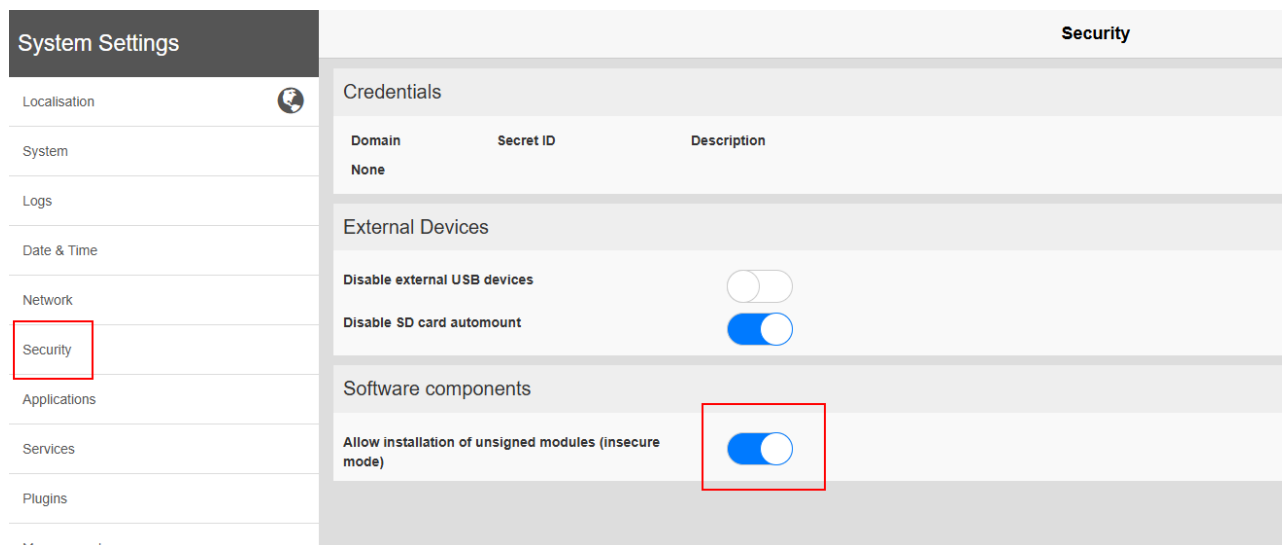 System Settings
Localisation
System
Logs
Date & Time
Network
Security
Applications
Services
Plugins
Security
Credentials
Domain Secret ID Description
None
External Devices
Disable external USB devices
Disable SD card automount
Software components
Allow installation of unsigned modules (insecure
mode)